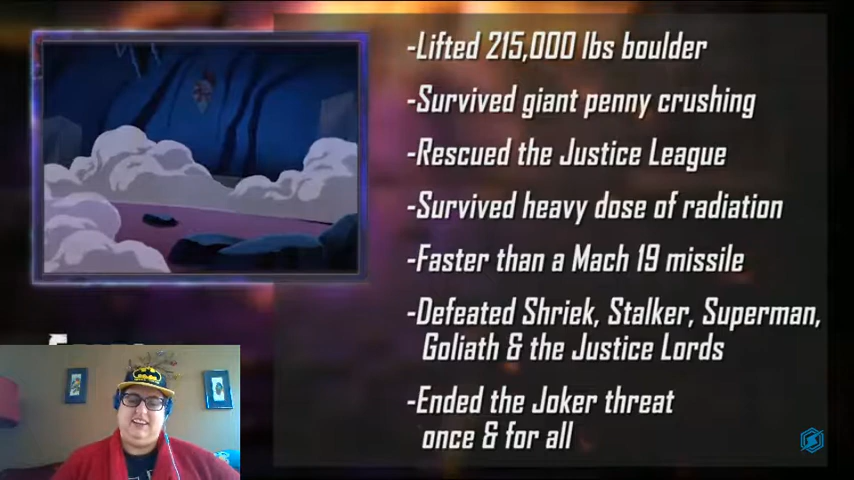 -Lifted 215,000 lbs boulder
-Survived giant penny crushing
-Rescued the Justice League
-Survived heavy dose of radiation
-Faster than a Mach 19 missile
-Defeated Shriek, Stalker, Superman,
Goliath & the Justice Lords
-Ended the Joker threat
once & for all